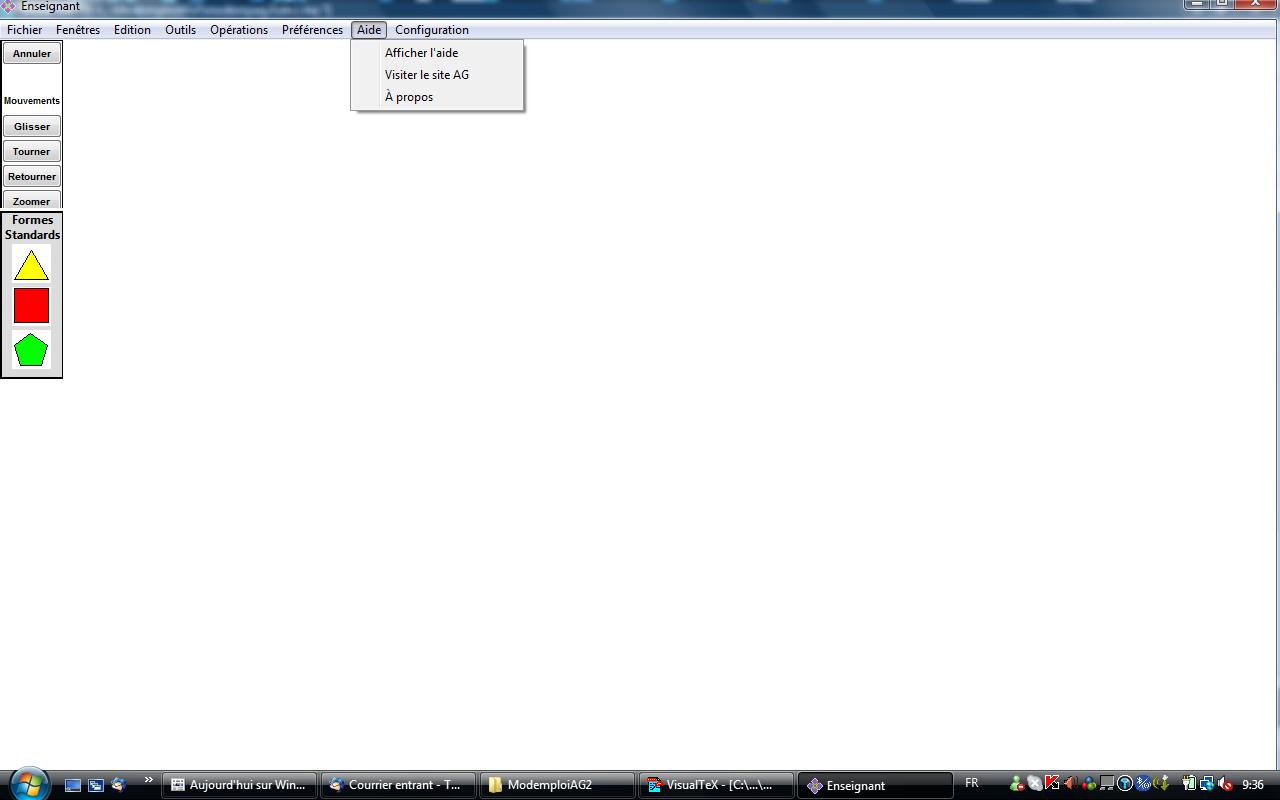 Enseignant
Fichier Fenêtres Edition Outils Opérations Préférences Aide Configuration
Afficher l'aide
Visiter le site AG
À propos
Annuler
Mouvements
Glisser
Tourner
Retourner
Zoomer
Formes
Standards
» Aujourd'hui sur Win... Courrier entrant - T... ModemploiAG2 VisualTeX - [C:\...\... Enseignant FR 9:36